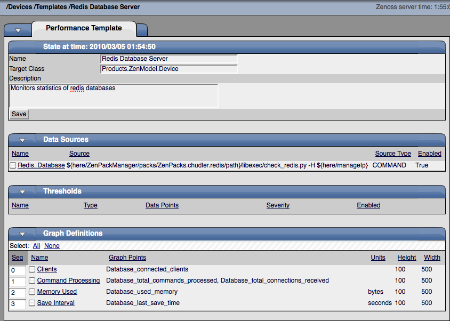 /Devices /Templates /Redis Database Server
Zenoss server time: 1:55:
Performance Template
State at time: 2010/03/05 01:54:50
Name Redis Database Server
Target Class Products.ZenModel.Device
Description
Monitors statistics of redis databases
Save
Data Sources
Name Source Source Type Enabled
Redis_Database ${here/ZenPackManager/packs/ZenPacks.chudler.redis/path}/libexec/check_redis.py -H ${here/manageIp} COMMAND True
Thresholds
Name Type Data Points Severity Enabled
Graph Definitions
Select: All None
Seq Name Graph Points Units Height Width
0 Clients Database_connected_clients 100 500
1 Command Processing Database_total_commands_processed, Database_total_connections_received 100 500
2 Memory Used Database_used_memory bytes 100 500
3 Save Interval Database_last_save_time seconds 100 500